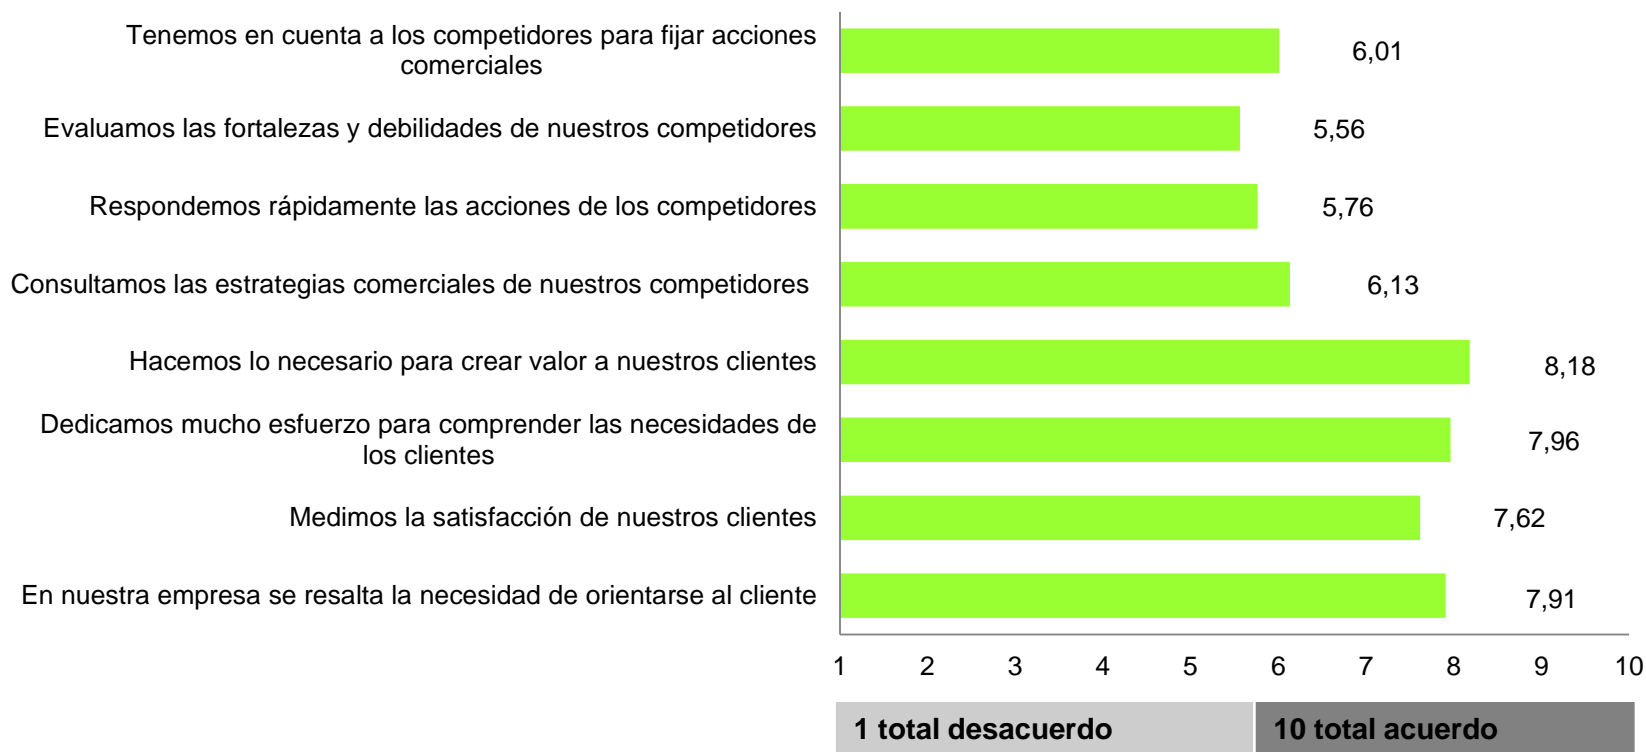 Tenemos en cuenta a los competidores para fijar acciones
comerciales
6,01
Evaluamos las fortalezas y debilidades de nuestros competidores
5,56
Respondemos rápidamente las acciones de los competidores
5,76
Consultamos las estrategias comerciales de nuestros competidores
6,13
Hacemos lo necesario para crear valor a nuestros clientes
8,18
Dedicamos mucho esfuerzo para comprender las necesidades de
los clientes
7,96
Medimos la satisfacción de nuestros clientes
7,62
En nuestra empresa se resalta la necesidad de orientarse al cliente
7,91
1 2 3 4 5 6 7 8 9 10
1 total desacuerdo
10 total acuerdo